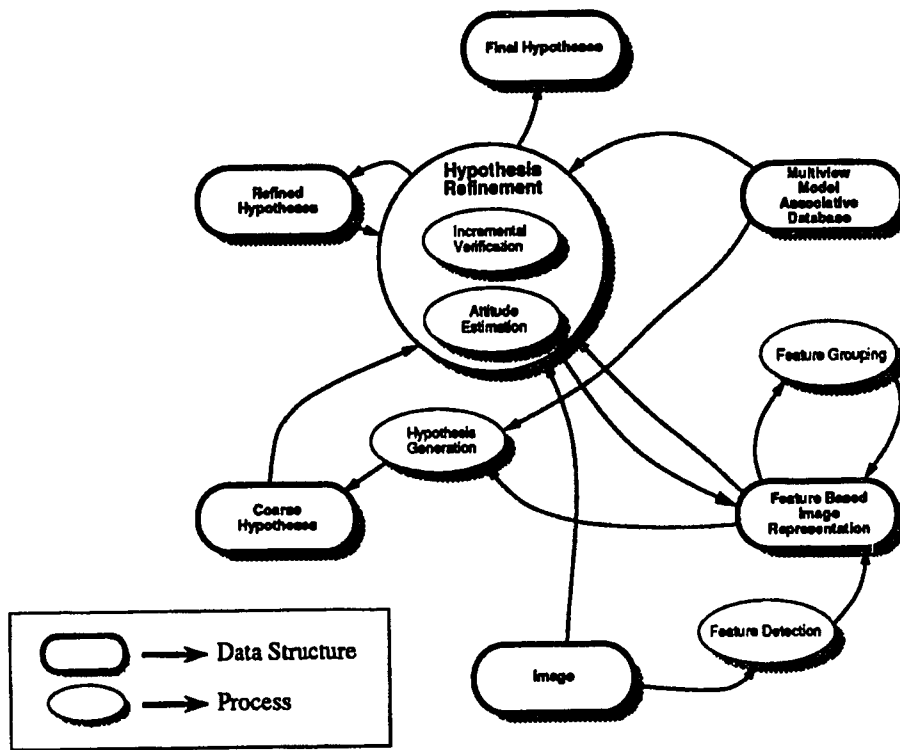 Final Hypotheses
Hypothesis
Refinement
Refined
Hypotheses
Multiview
Model
Associative
Database
Incremental
Verification
Attitude
Estimation
Feature Grouping
Hypothesis
Generation
Coarse
Hypotheses
Feature Based
Image
Representation
Feature Detection
Image
Data Structure
Process